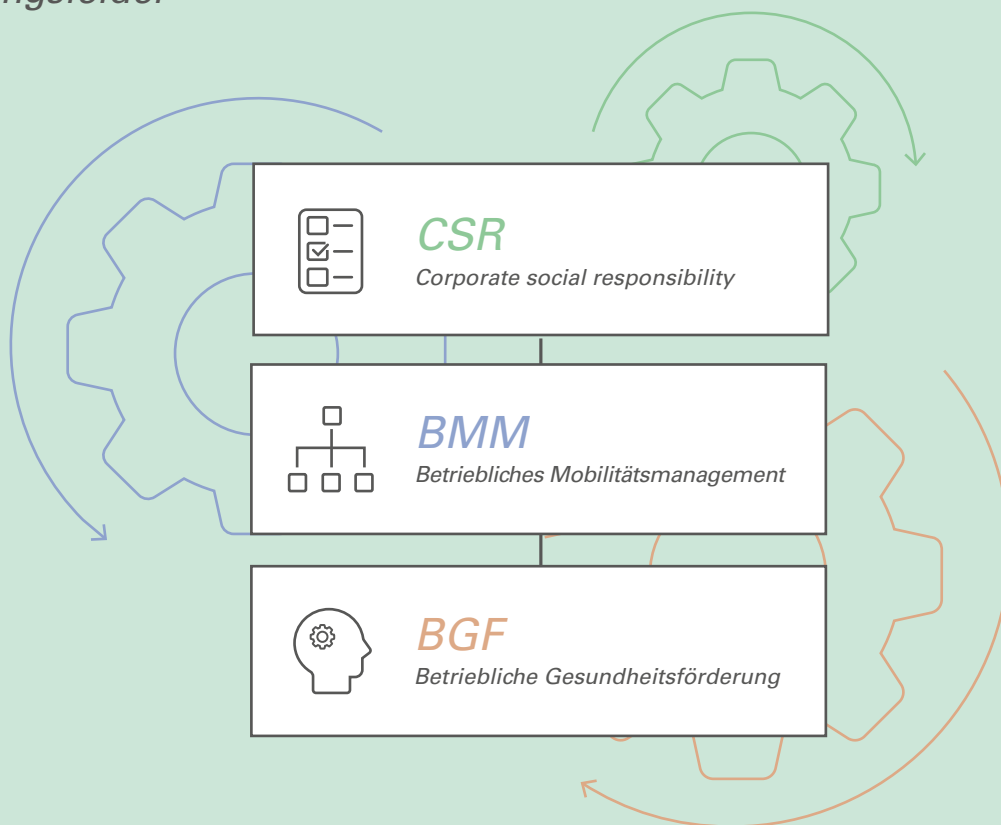 CSR
Corporate social responsibility
BMM
Betriebliches Mobilitätsmanagement
BGF
Betriebliche Gesundheitsförderung